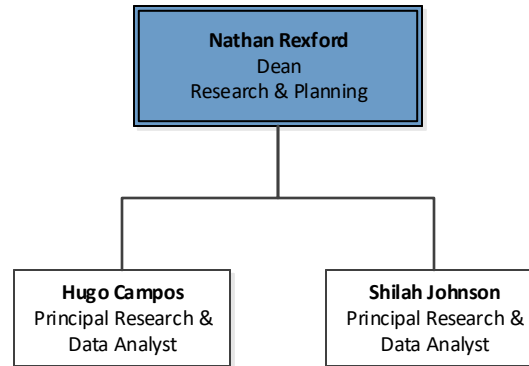 Nathan Rexford
Dean
Research & Planning
Hugo Campos
Principal Research &
Data Analyst
Shilah Johnson
Principal Research &
Data Analyst